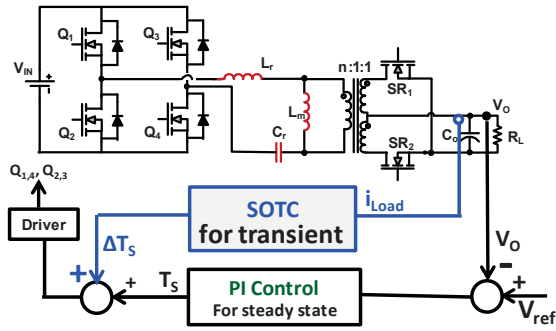 Q1
Q3
Lr
n:1:1
SR1
VIN
Lm
VO
Q2
Q4
Cr
SR2
Co
RL
Q1,4, Q2,3
SOTC
for transient
iLoad
Driver
ΔTS
VO
+
+
TS
PI Control
For steady state
-
+
Vref